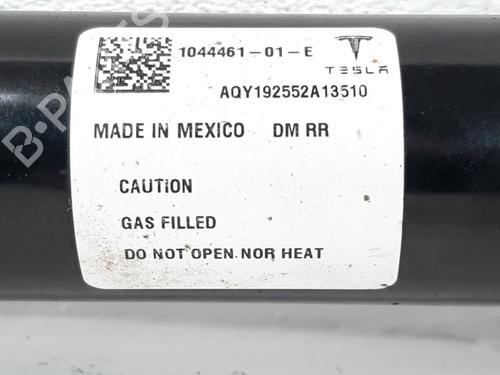 1044461-01-E
TESLA
AQY192552A13510
MADE IN MEXICO DM RR
CAUTION
GAS FILLED
DO NOT OPEN NOR HEAT
B-PARTS